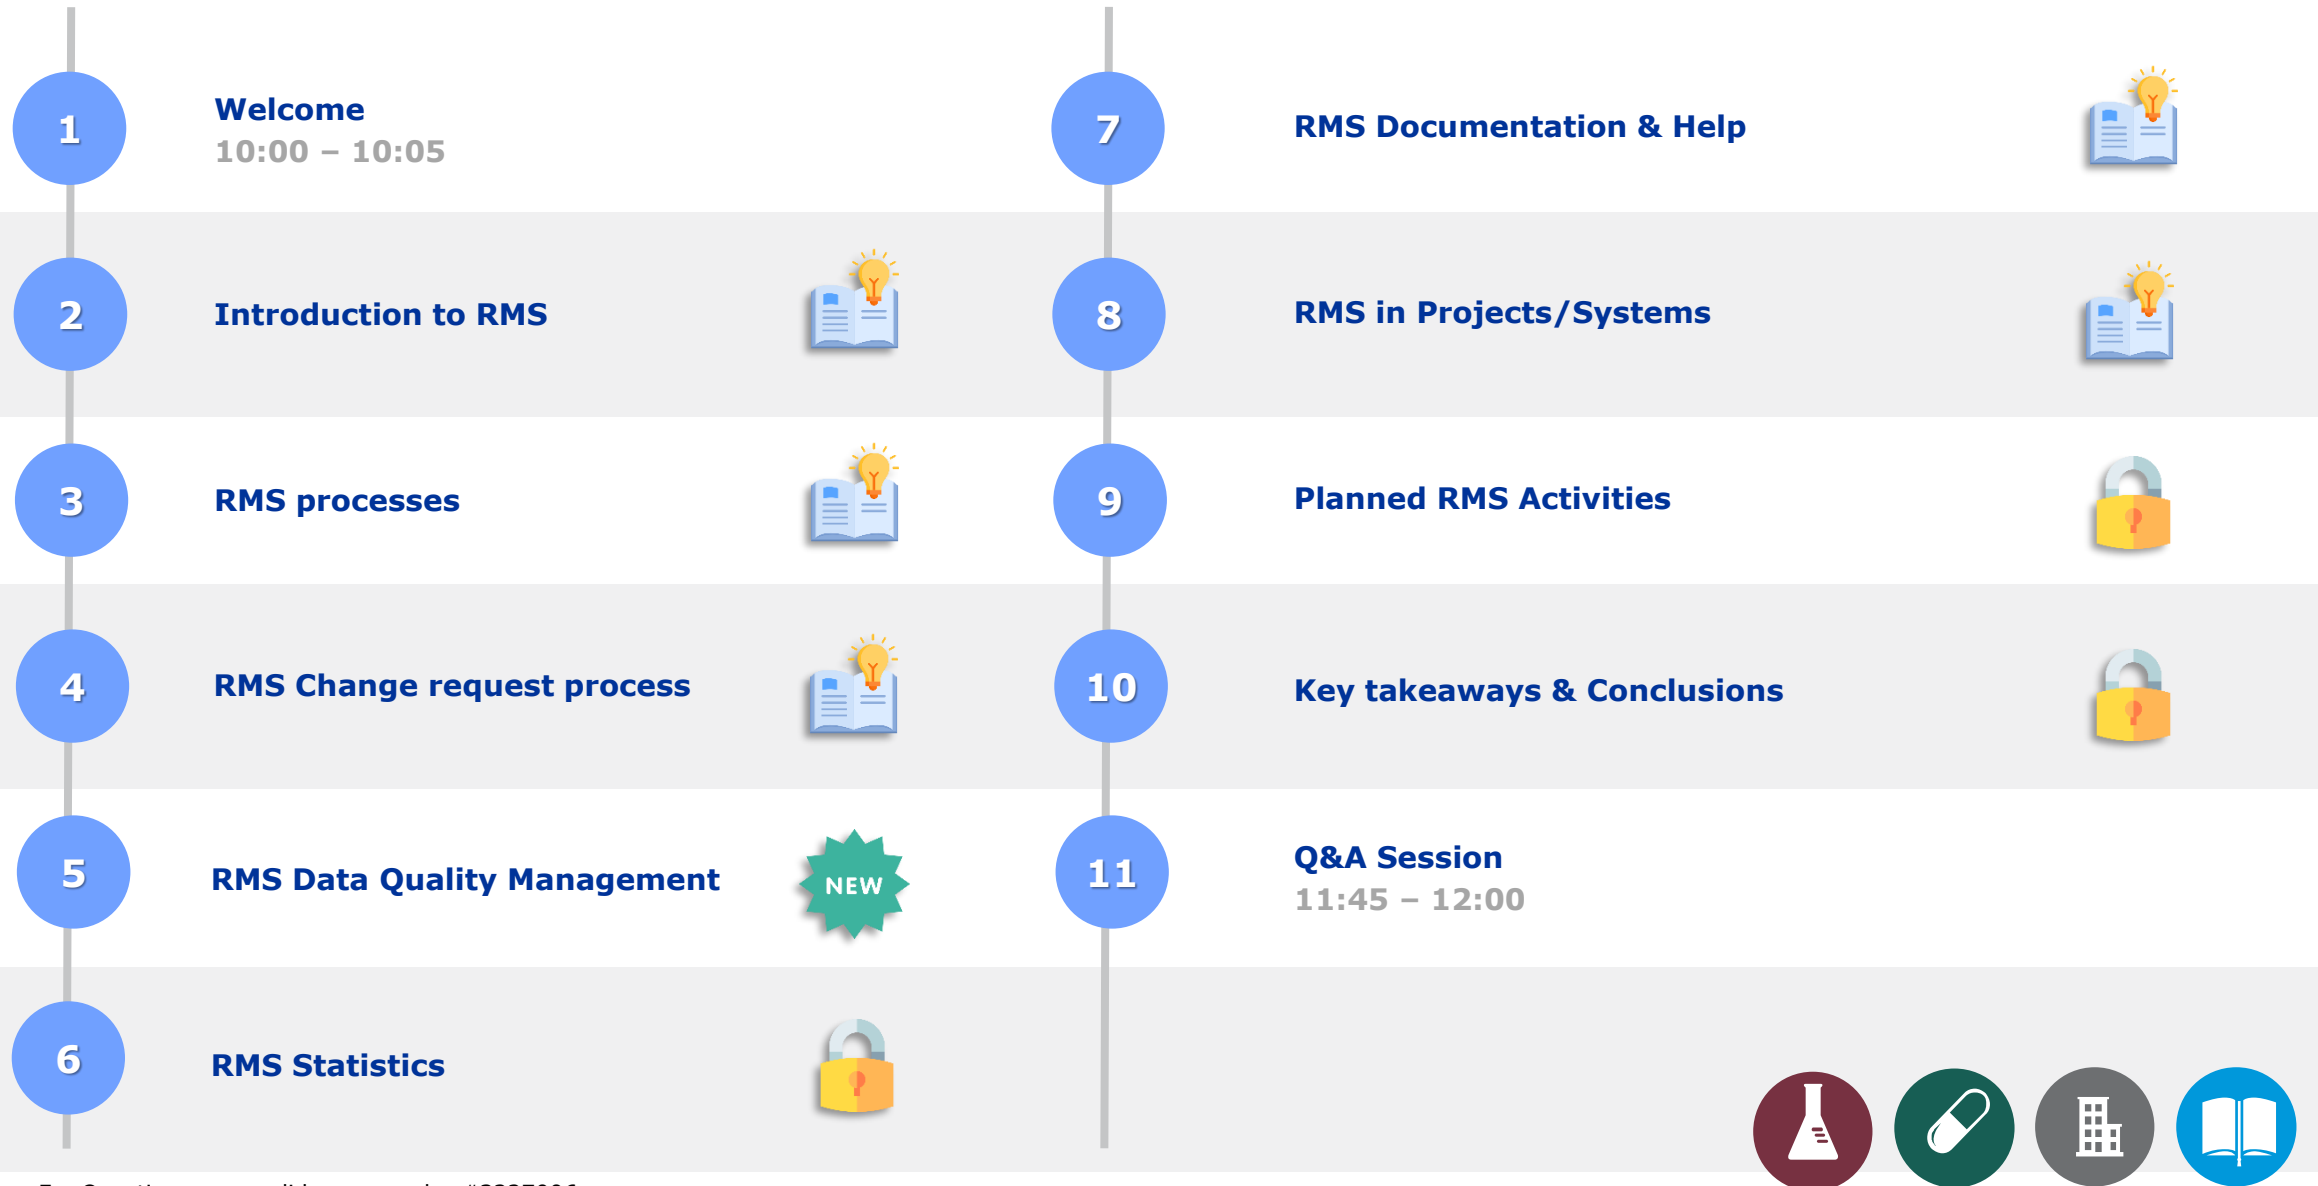 1
Welcome
10:00 – 10:05
2
Introduction to RMS
3
RMS processes
4
RMS Change request process
5
RMS Data Quality Management
NEW
6
RMS Statistics
7
RMS Documentation & Help
8
RMS in Projects/Systems
9
Planned RMS Activities
10
Key takeaways & Conclusions
11
Q&A Session
11:45 – 12:00